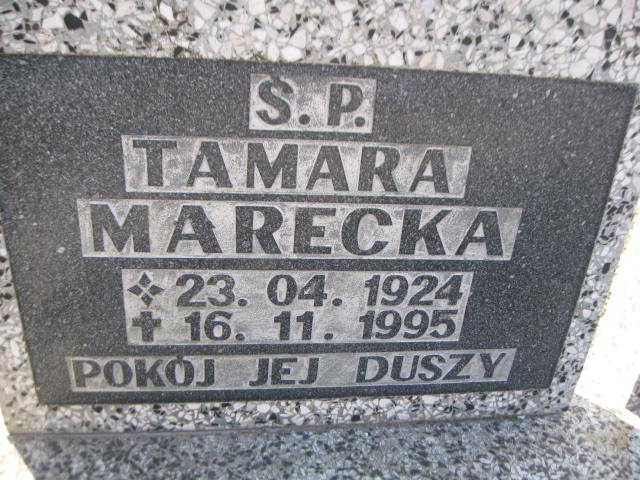 Ś. P.
TAMARA
MARECKA
✧ 23. 04. 1924
✝ 16. 11. 1995
POKÓJ JEJ DUSZY